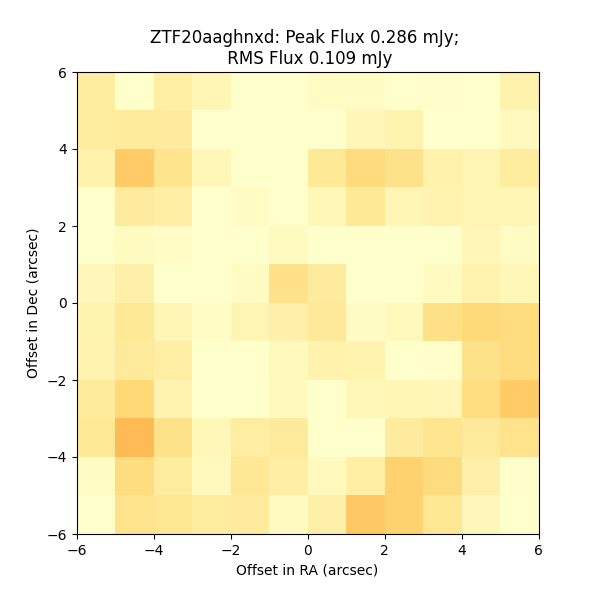 ZTF20aaghnxd: Peak Flux 0.286 mJy;
RMS Flux 0.109 mJy
6
4
2
0
−2
−4
−6
Offset in Dec (arcsec)
−6 −4 −2 0 2 4 6
Offset in RA (arcsec)